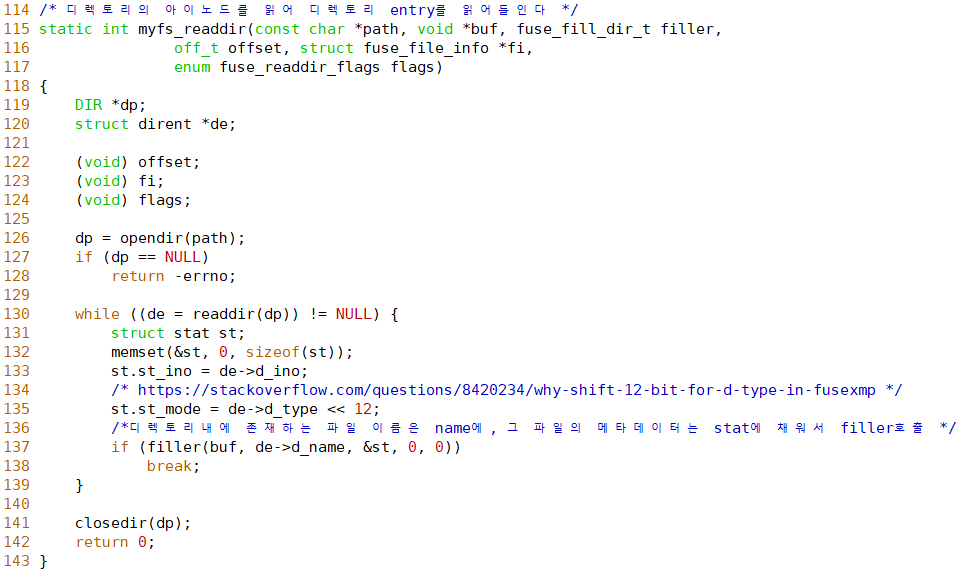 114 /* 디렉토리의 아이노드를 읽어 디렉토리 entry를 읽어들인다 */
115 static int myfs_readdir(const char *path, void *buf, fuse_fill_dir_t filler,
116                off_t offset, struct fuse_file_info *fi,
117                enum fuse_readdir_flags flags)
118 {
119     DIR *dp;
120     struct dirent *de;
121
122     (void) offset;
123     (void) fi;
124     (void) flags;
125
126     dp = opendir(path);
127     if (dp == NULL)
128         return -errno;
129
130     while ((de = readdir(dp)) != NULL) {
131         struct stat st;
132         memset(&st, 0, sizeof(st));
133         st.st_ino = de->d_ino;
134         /* https://stackoverflow.com/questions/8420234/why-shift-12-bit-for-d-type-in-fusexmp */
135         st.st_mode = de->d_type << 12;
136         /*디렉토리내에 존재하는 파일 이름은 name에,그 파일의 메타데이터는 stat에 채워서 filler호출 */
137         if (filler(buf, de->d_name, &st, 0, 0))
138             break;
139     }
140
141     closedir(dp);
142     return 0;
143 }